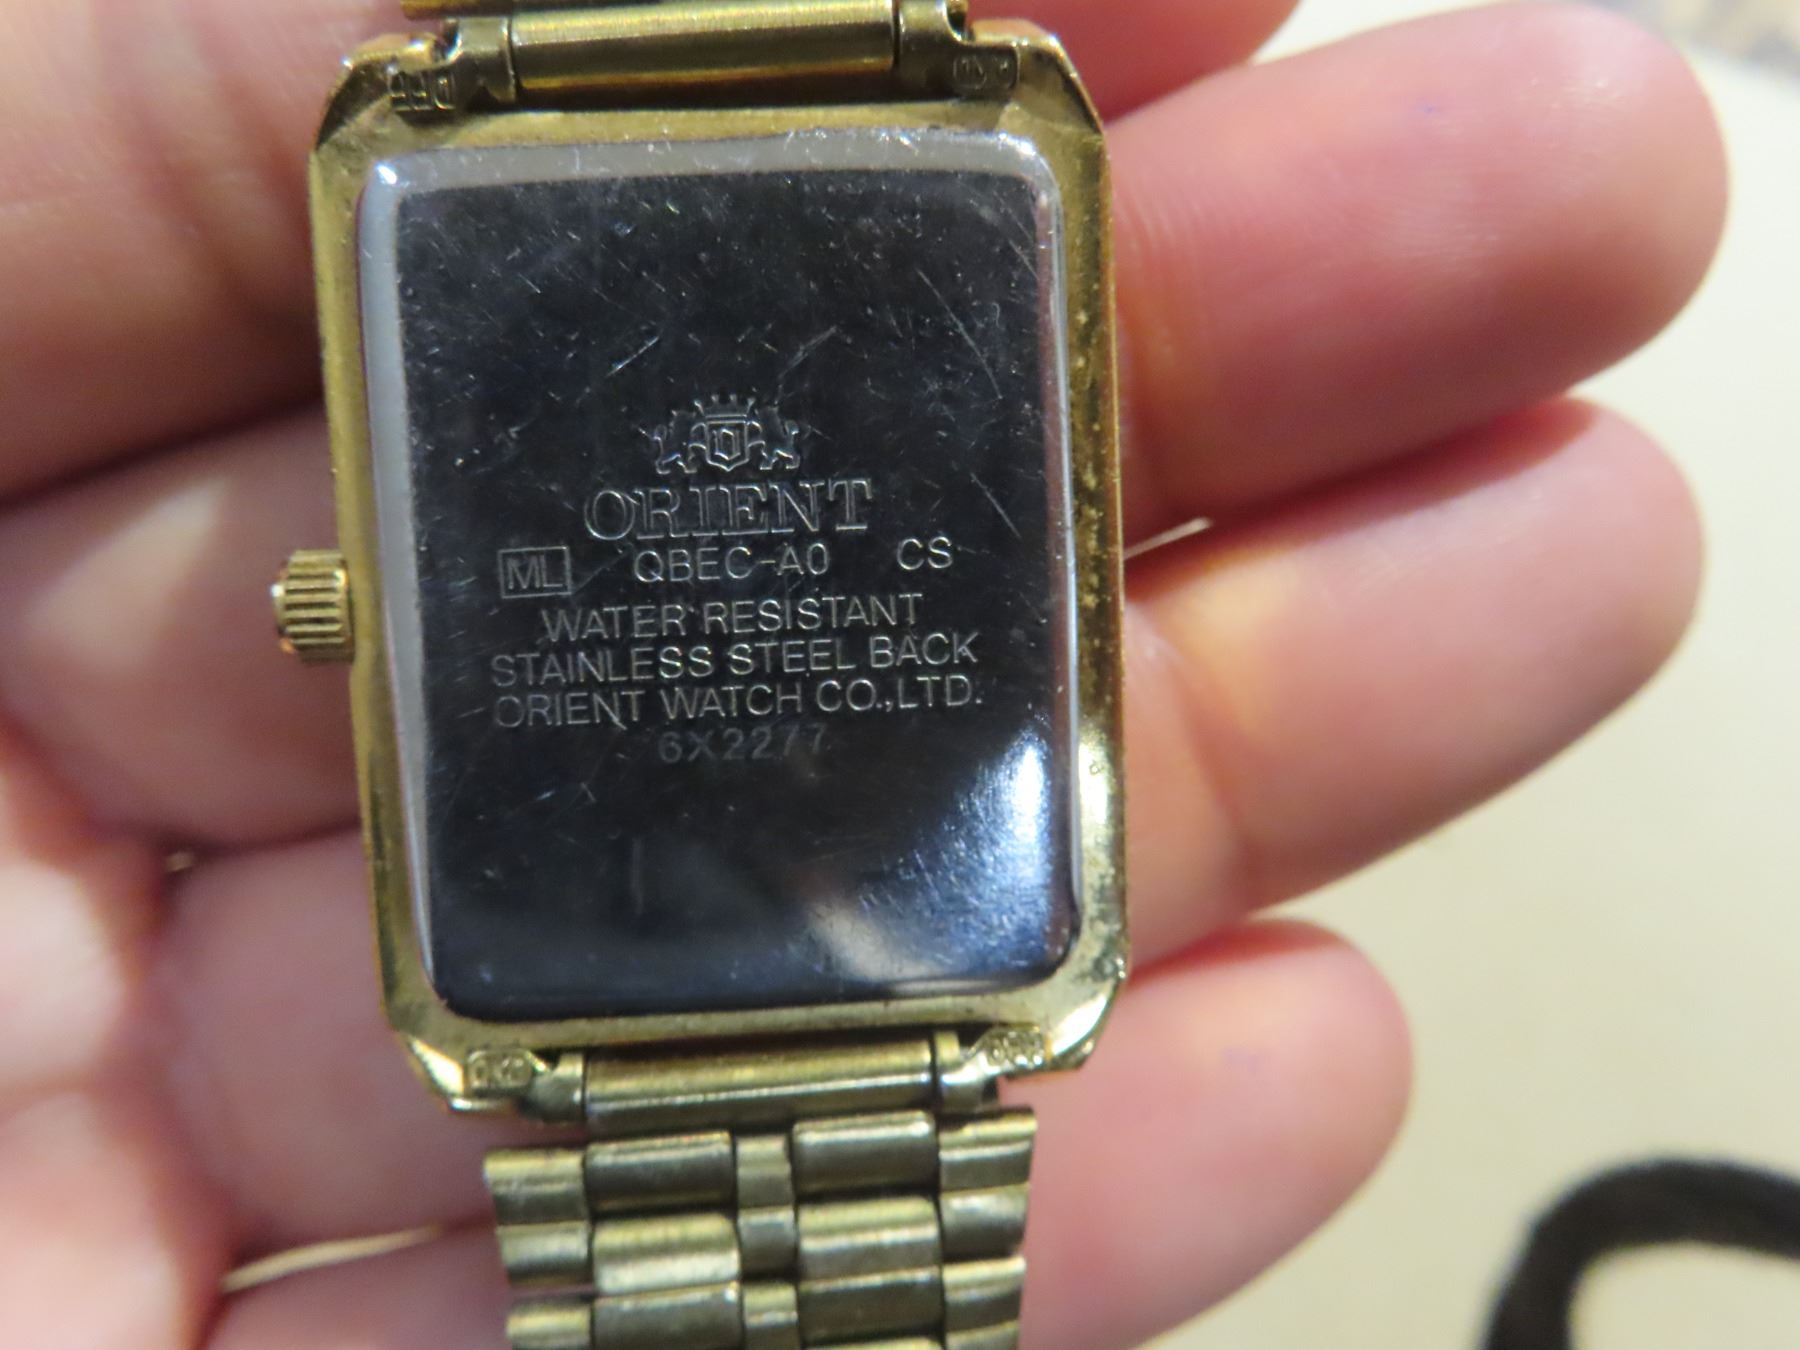 ORIENT
ML QBEC-A0 CS
WATER RESISTANT
STAINLESS STEEL BACK
ORIENT WATCH CO.,LTD.
6X2277